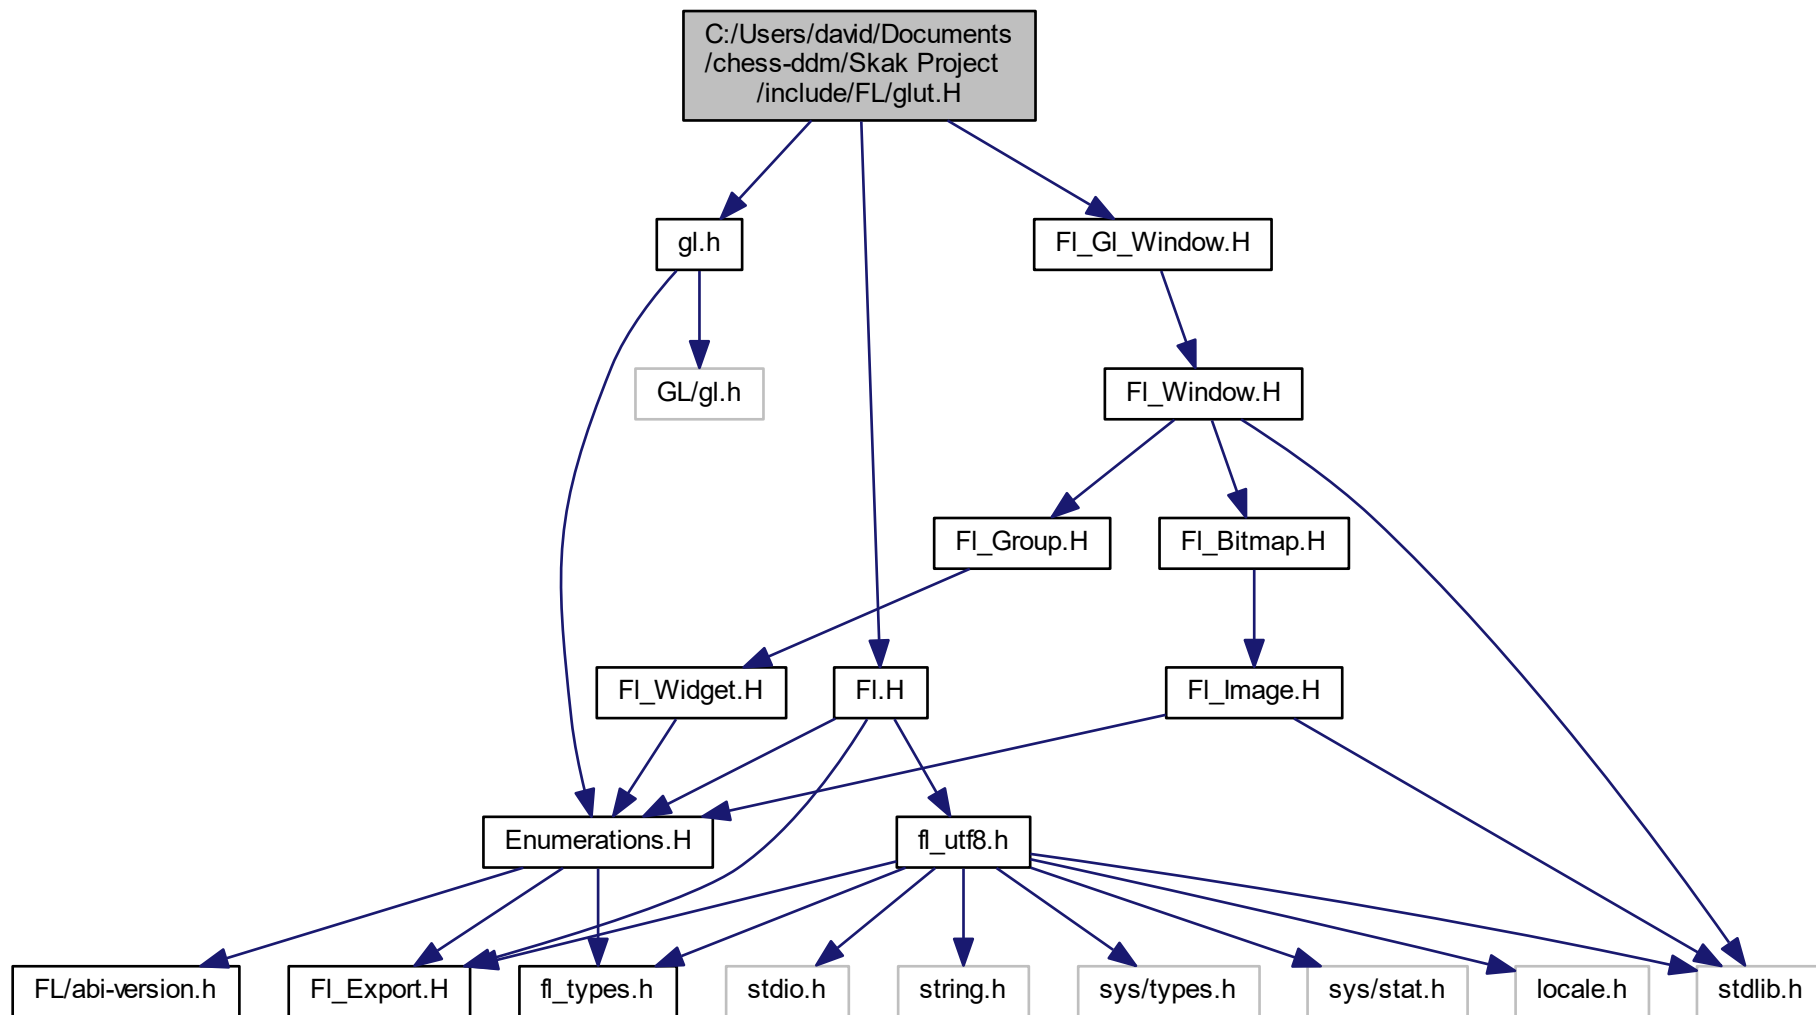 C:/Users/david/Documents
/chess-ddm/Skak Project
/include/FL/glut.H
gl.h
Fl_Gl_Window.H
GL/gl.h
Fl_Window.H
Fl_Group.H
Fl_Bitmap.H
Fl_Widget.H
Fl.H
Fl_Image.H
Enumerations.H
fl_utf8.h
FL/abi-version.h
Fl_Export.H
fl_types.h
stdio.h
string.h
sys/types.h
sys/stat.h
locale.h
stdlib.h